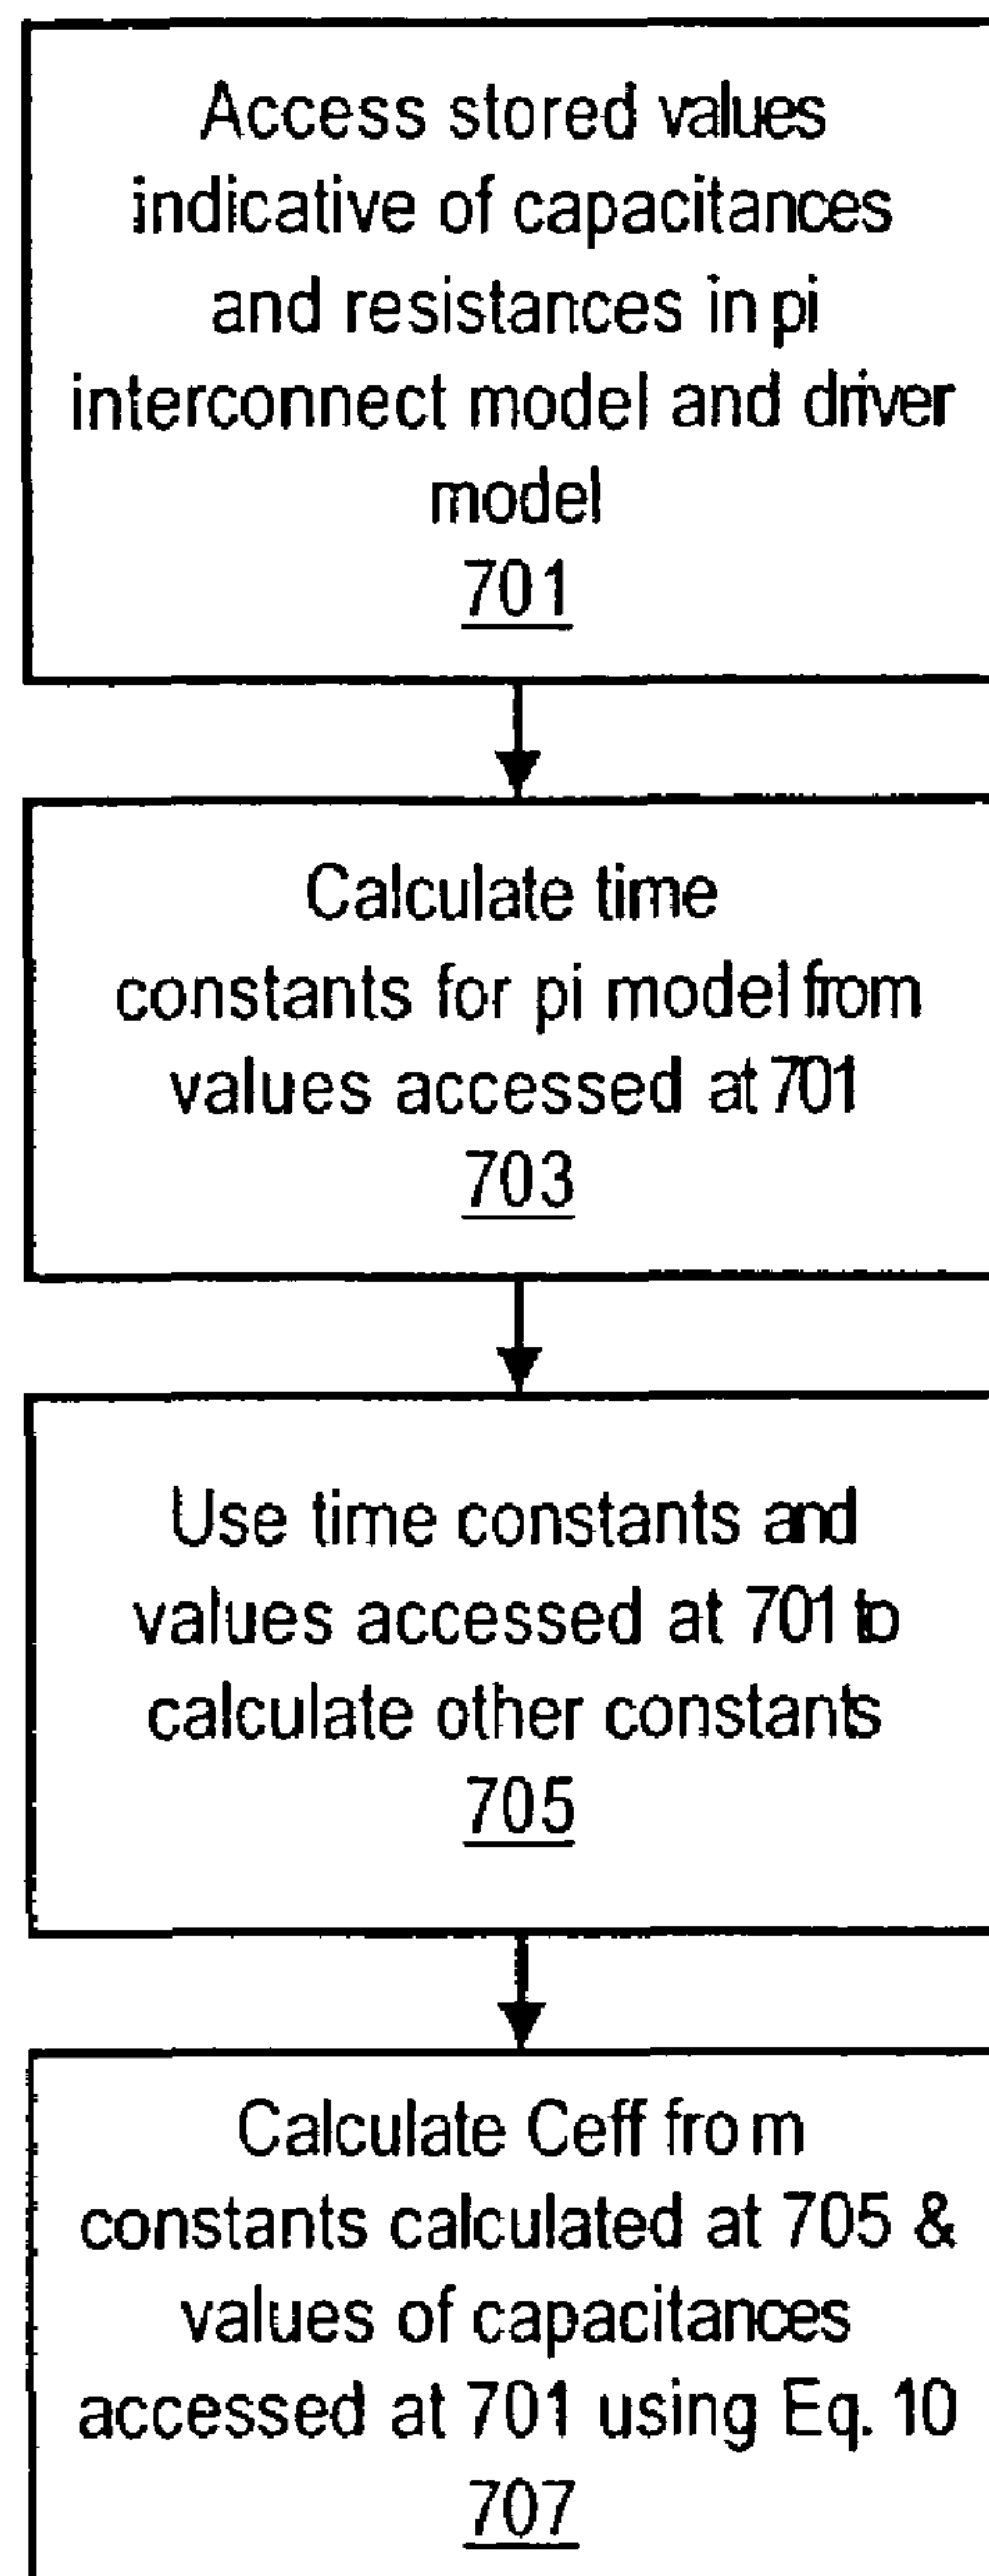 Access stored values
indicative of capacitances
and resistances in pi
interconnect model and driver
model
701
Calculate time
constants for pi model from
values accessed at 701
703
Use time constants and
values accessed at 701 to
calculate other constants
705
Calculate Ceff from
constants calculated at 705 &
values of capacitances
accessed at 701 using Eq. 10
707